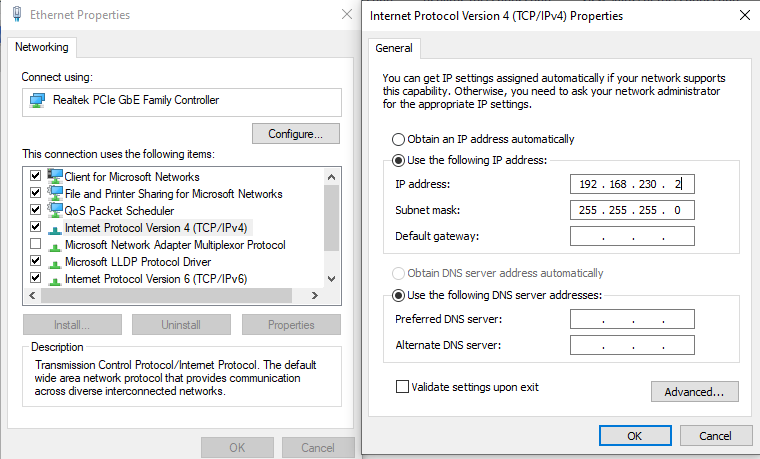 Ethernet Properties
Networking
Connect using:
Realtek PCIe GbE Family Controller
Configure...
This connection uses the following items:
Client for Microsoft Networks
File and Printer Sharing for Microsoft Networks
QoS Packet Scheduler
Internet Protocol Version 4 (TCP/IPv4)
Microsoft Network Adapter Multiplexor Protocol
Microsoft LLDP Protocol Driver
Internet Protocol Version 6 (TCP/IPv6)
Install...
Uninstall
Properties
Description
Transmission Control Protocol/Internet Protocol. The default
wide area network protocol that provides communication
across diverse interconnected networks.
OK
Cancel
Internet Protocol Version 4 (TCP/IPv4) Properties
General
You can get IP settings assigned automatically if your network supports
this capability. Otherwise, you need to ask your network administrator
for the appropriate IP settings.
Obtain an IP address automatically
Use the following IP address:
IP address:
192 . 168 . 230 . 2
Subnet mask:
255 . 255 . 255 . 0
Default gateway:
. . .
Obtain DNS server address automatically
Use the following DNS server addresses:
Preferred DNS server:
. . .
Alternate DNS server:
. . .
Validate settings upon exit
Advanced...
OK
Cancel